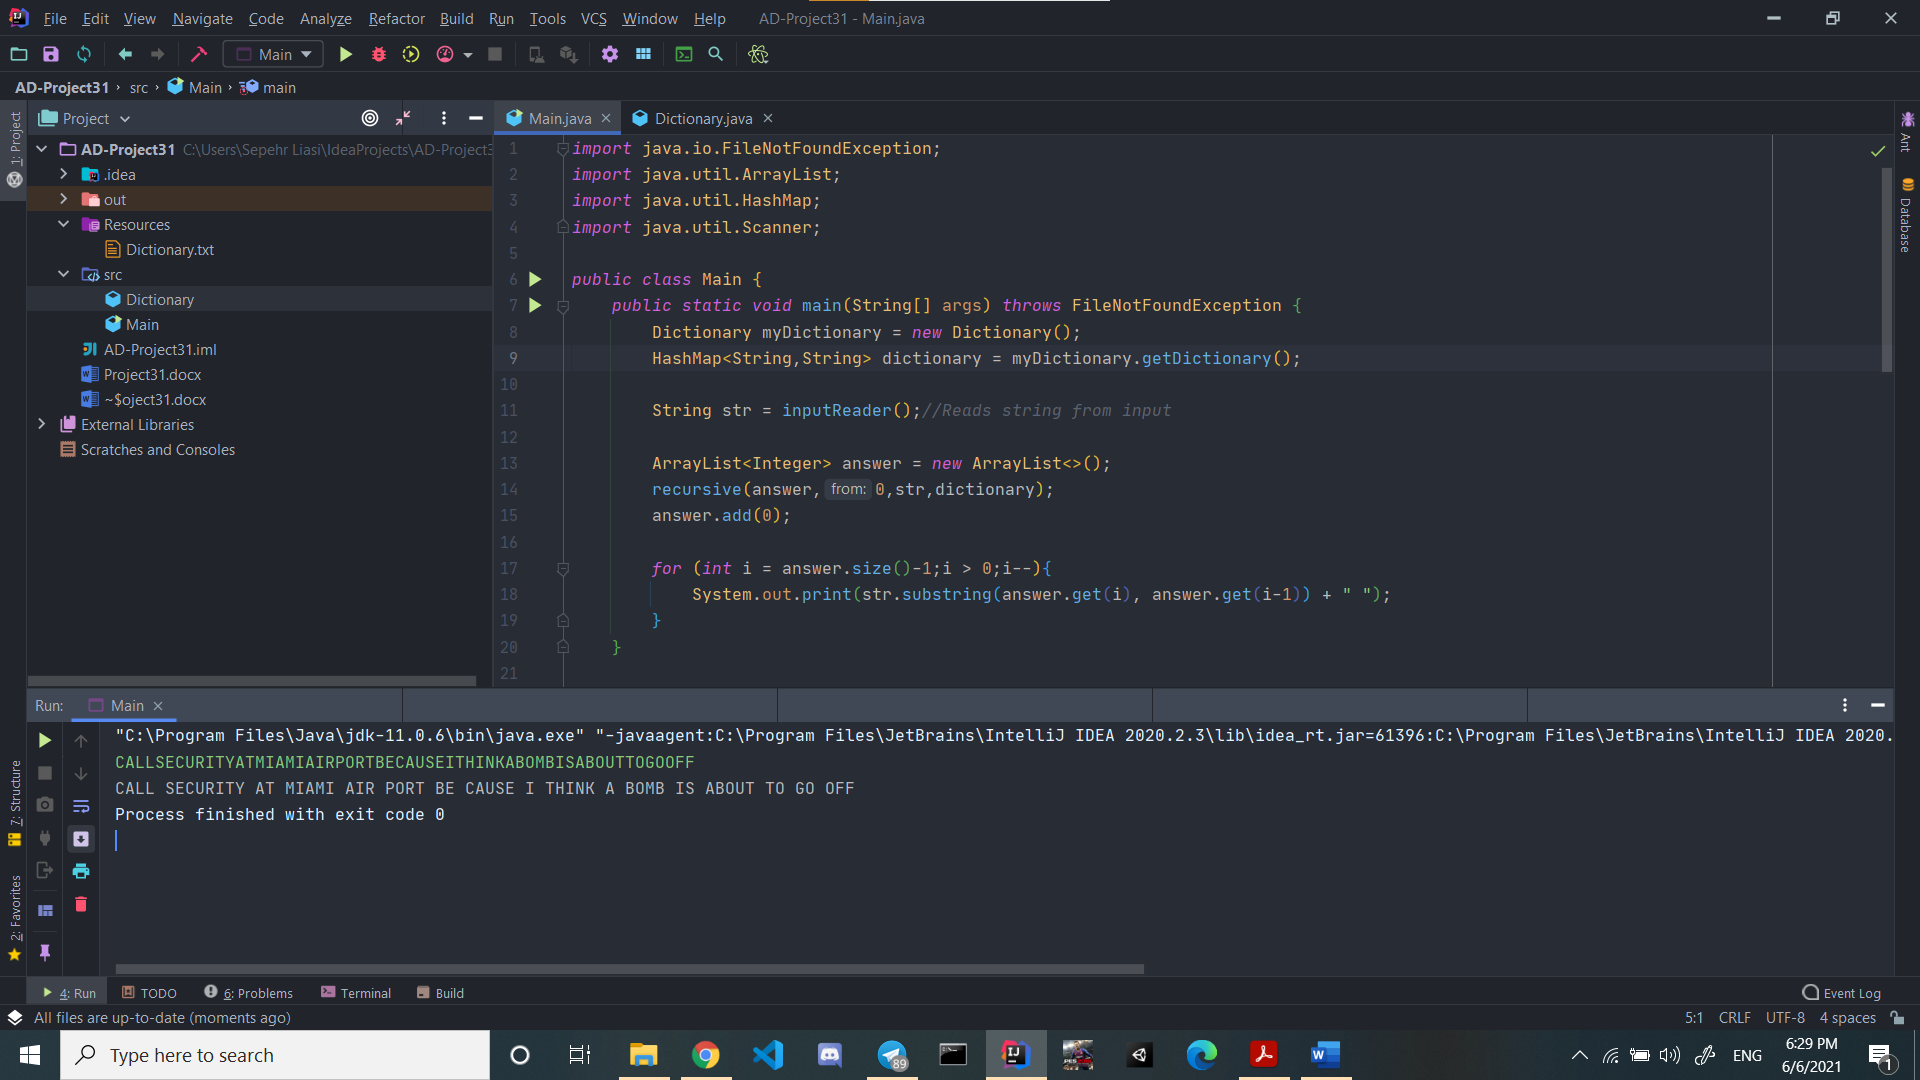 File Edit View Navigate Code Analyze Refactor Build Run Tools VCS Window Help AD-Project31 - Main.java
Main
AD-Project31 › src › Main › main
1: Project
Project
AD-Project31 C:\Users\Sepehr Liasi\IdeaProjects\AD-Project3
.idea
out
Resources
Dictionary.txt
src
Dictionary
Main
AD-Project31.iml
Project31.docx
~$oject31.docx
External Libraries
Scratches and Consoles
Main.java Dictionary.java
1 import java.io.FileNotFoundException;
2 import java.util.ArrayList;
3 import java.util.HashMap;
4 import java.util.Scanner;
5
6 public class Main {
7 public static void main(String[] args) throws FileNotFoundException {
8 Dictionary myDictionary = new Dictionary();
9 HashMap<String,String> dictionary = myDictionary.getDictionary();
10
11 String str = inputReader();//Reads string from input
12
13 ArrayList<Integer> answer = new ArrayList<>();
14 recursive(answer, from: 0,str,dictionary);
15 answer.add(0);
16
17 for (int i = answer.size()-1;i > 0;i--){
18 System.out.print(str.substring(answer.get(i), answer.get(i-1)) + " ");
19 }
20 }
21
Ant
Database
Run: Main
"C:\Program Files\Java\jdk-11.0.6\bin\java.exe" "-javaagent:C:\Program Files\JetBrains\IntelliJ IDEA 2020.2.3\lib\idea_rt.jar=61396:C:\Program Files\JetBrains\IntelliJ IDEA 2020.
CALLSECURITYATMIAMIAIRPORTBECAUSEITHINKABOMBISABOUTTOGOOFF
CALL SECURITY AT MIAMI AIR PORT BE CAUSE I THINK A BOMB IS ABOUT TO GO OFF
Process finished with exit code 0
7: Structure
2: Favorites
4: Run TODO 6: Problems Terminal Build Event Log
All files are up-to-date (moments ago) 5:1 CRLF UTF-8 4 spaces
Type here to search 89 ENG 6:29 PM
6/6/2021 1